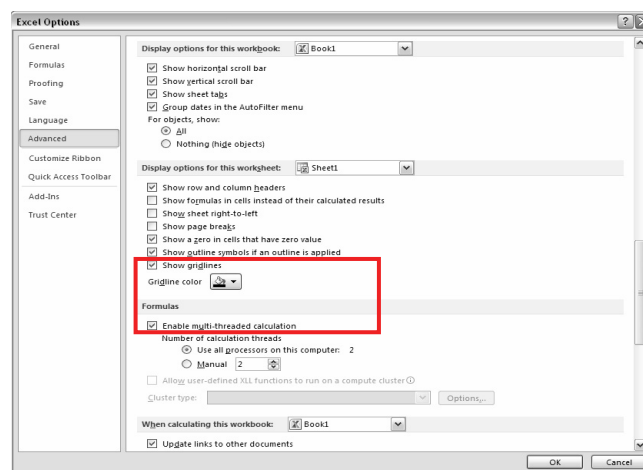 Excel Options
General
Formulas
Proofing
Save
Language
Advanced
Customize Ribbon
Quick Access Toolbar
Add-Ins
Trust Center
Display options for this workbook: Book1
Show horizontal scroll bar
Show vertical scroll bar
Show sheet tabs
Group dates in the AutoFilter menu
For objects, show:
All
Nothing (hide objects)
Display options for this worksheet: Sheet1
Show row and column headers
Show formulas in cells instead of their calculated results
Show sheet right-to-left
Show page breaks
Show a zero in cells that have zero value
Show outline symbols if an outline is applied
Show gridlines
Gridline color
Formulas
Enable multi-threaded calculation
Number of calculation threads
Use all processors on this computer: 2
Manual 2
Allow user-defined XLL functions to run on a compute cluster
Cluster type: Options...
When calculating this workbook: Book1
Update links to other documents
OK Cancel